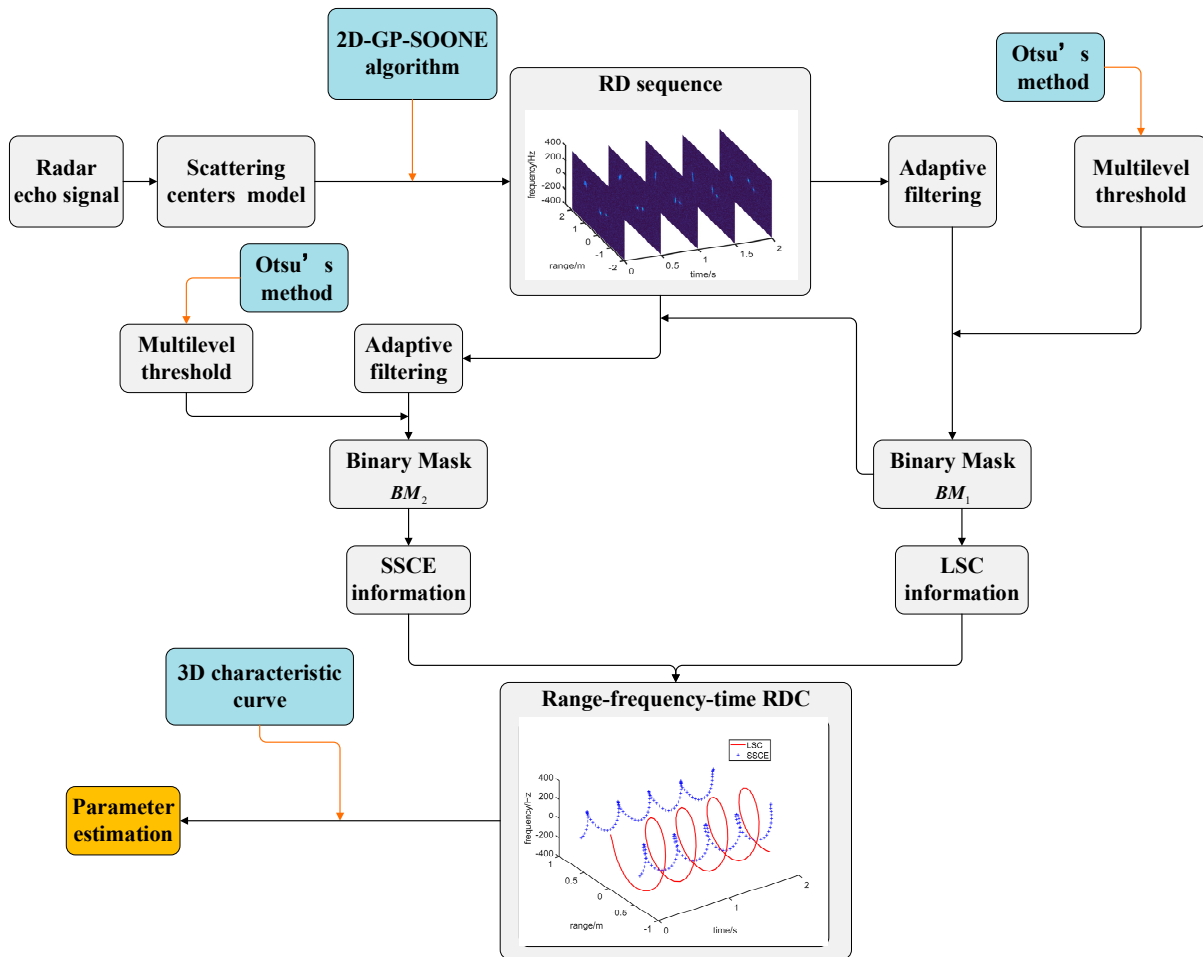 2D-GP-SOONE
algorithm
Otsu’s
method
RD sequence
400
200
0
-200
-400
frequency/Hz
2
1
0
-1
-2
range/m
0
0.5
1
1.5
2
time/s
Radar
echo signal
Scattering
centers model
Adaptive
filtering
Multilevel
threshold
Otsu’s
method
Multilevel
threshold
Adaptive
filtering
Binary Mask
BM2
Binary Mask
BM1
SSCE
information
LSC
information
3D characteristic
curve
Range-frequency-time RDC
LSC
SSCE
400
200
0
-200
-400
frequency/Hz
1
0.5
0
0.5
-1
range/m
0
1
2
time/s
Parameter
estimation